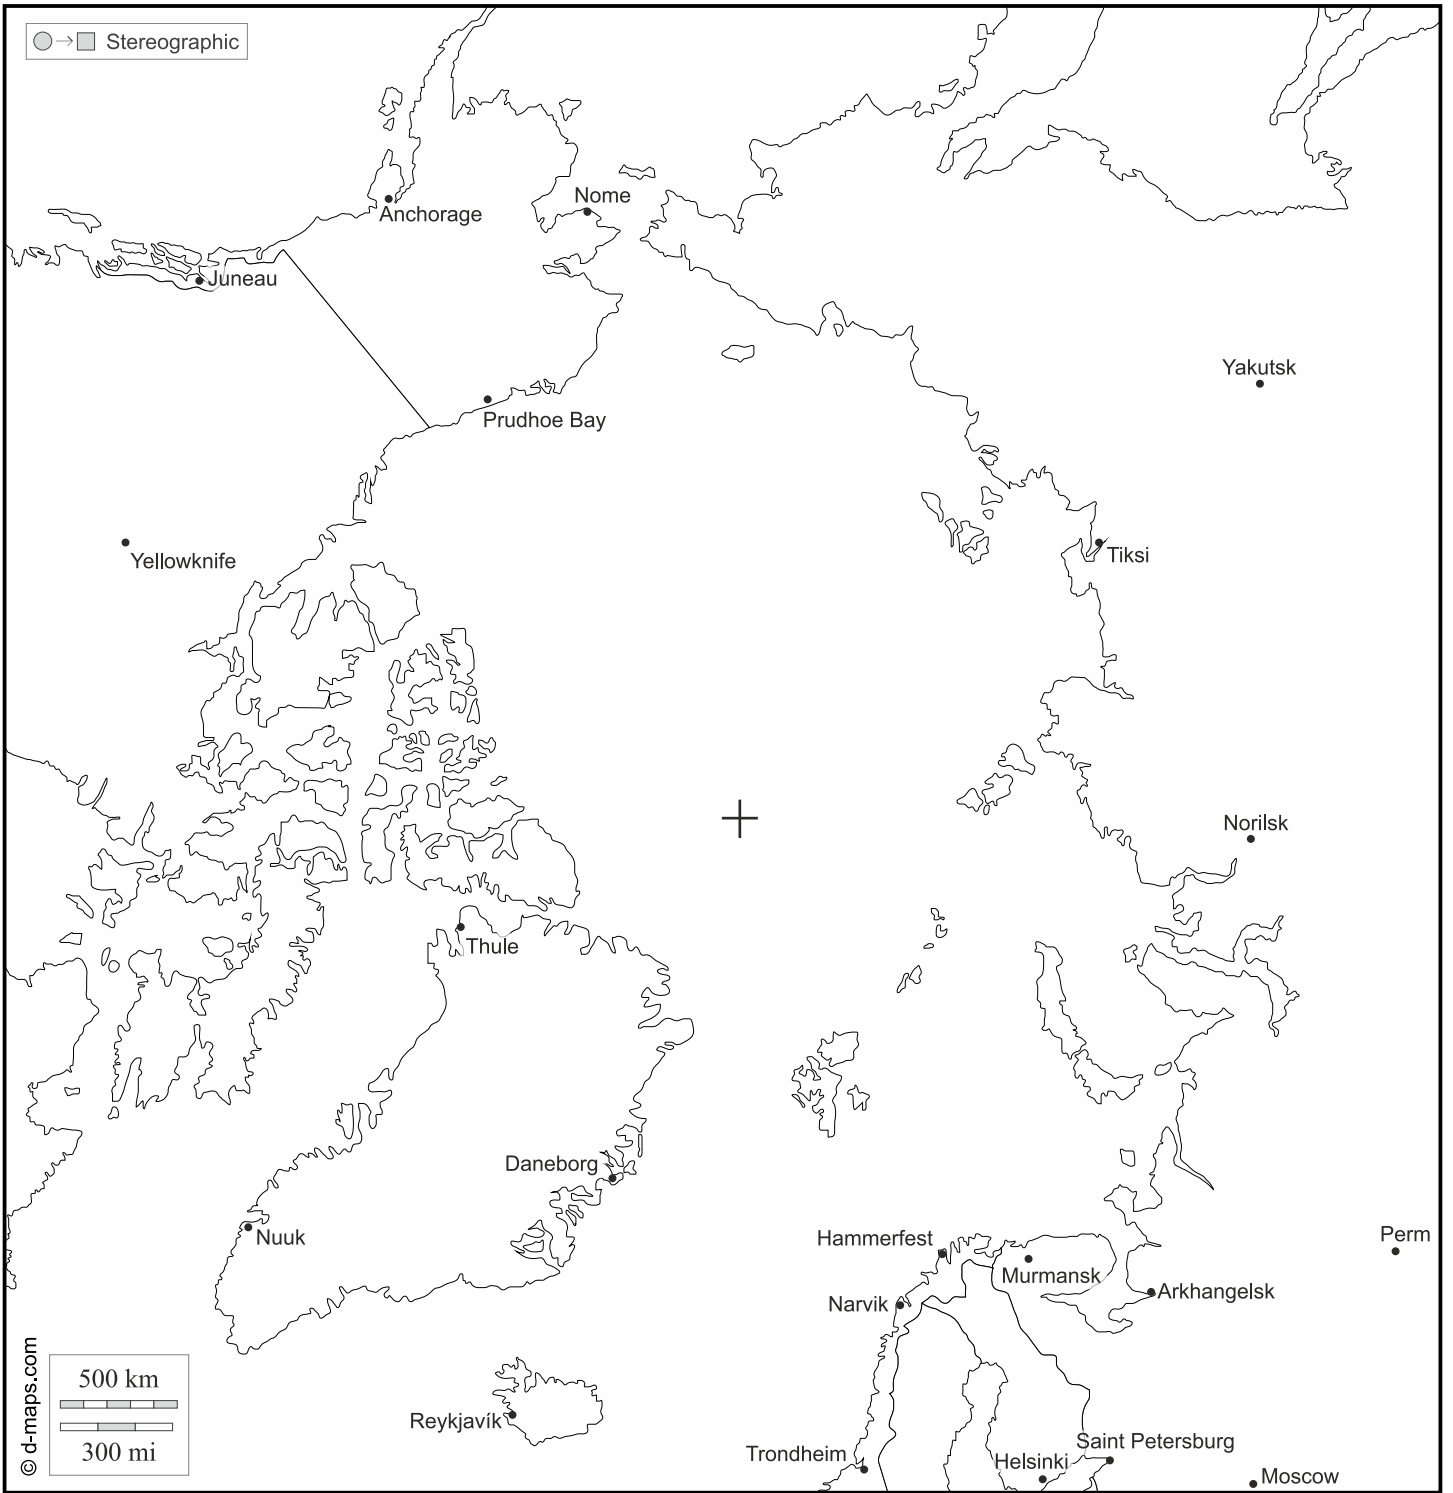 Stereographic
Nome
Anchorage
Juneau
Yakutsk
Prudhoe Bay
Yellowknife
Tiksi
Norilsk
Thule
Daneborg
Nuuk
Hammerfest
Perm
Murmansk
Narvik
Arkhangelsk
Reykjavík
Trondheim
Saint Petersburg
Helsinki
Moscow
500 km
300 mi
© d-maps.com